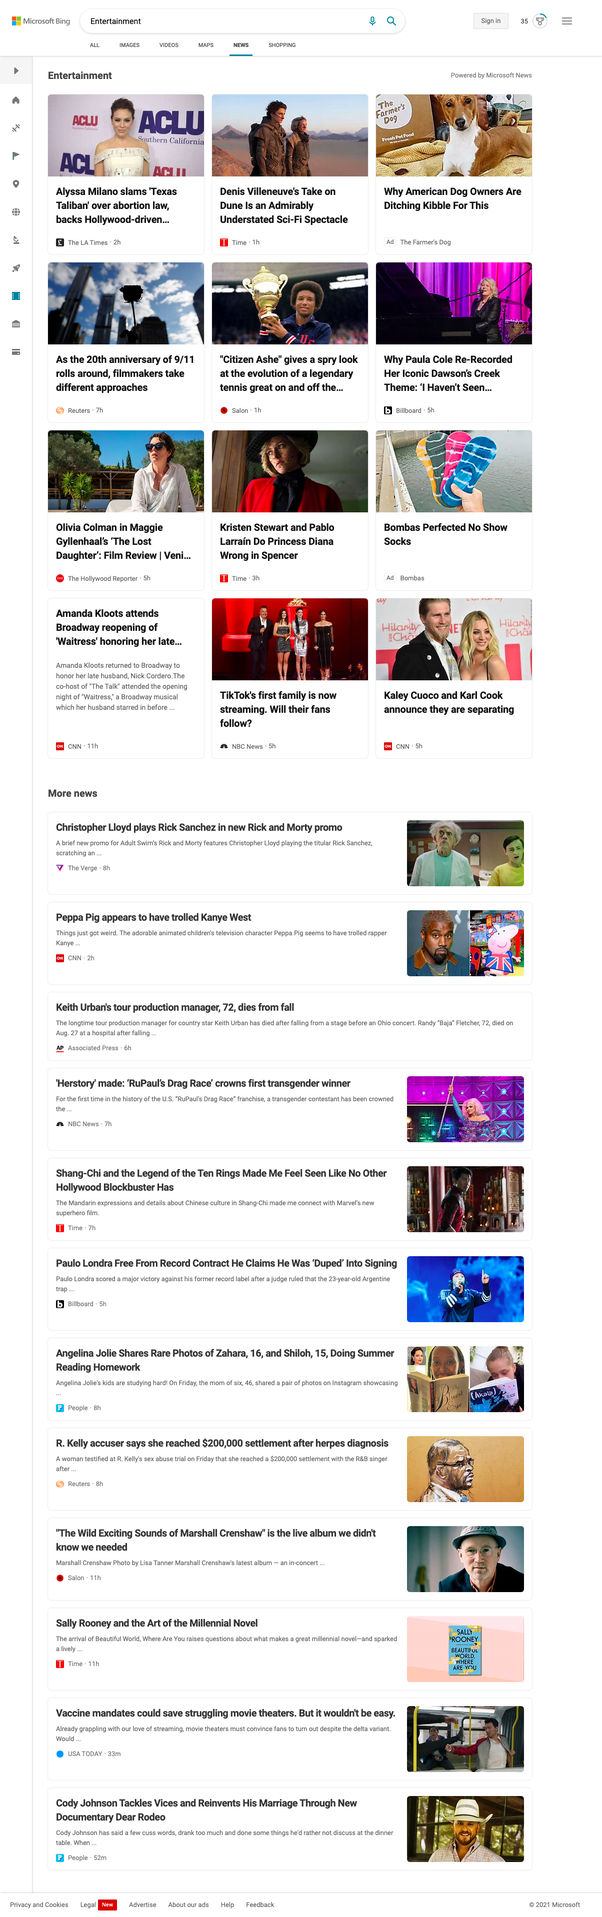 Microsoft Bing
Entertainment
Sign in
35
ALL
IMAGES
VIDEOS
MAPS
NEWS
SHOPPING
Entertainment
Powered by Microsoft News
ACLU
ACLU
Southern California
ACL
The Farmer's Dog
Fresh Pet Food
Alyssa Milano slams 'Texas
Taliban' over abortion law,
backs Hollywood-driven…
The LA Times · 2h
Denis Villeneuve's Take on
Dune Is an Admirably
Understated Sci-Fi Spectacle
Time · 1h
Why American Dog Owners Are
Ditching Kibble For This
Ad The Farmer's Dog
As the 20th anniversary of 9/11
rolls around, filmmakers take
different approaches
Reuters · 7h
"Citizen Ashe" gives a spry look
at the evolution of a legendary
tennis great on and off the…
Salon · 1h
Why Paula Cole Re-Recorded
Her Iconic Dawson's Creek
Theme: 'I Haven't Seen…
Billboard · 5h
Olivia Colman in Maggie
Gyllenhaal's 'The Lost
Daughter': Film Review | Veni…
The Hollywood Reporter · 5h
Kristen Stewart and Pablo
Larraín Do Princess Diana
Wrong in Spencer
Time · 3h
Bombas Perfected No Show
Socks
Ad Bombas
Amanda Kloots attends
Broadway reopening of
'Waitress' honoring her late…
Amanda Kloots returned to Broadway to
honor her late husband, Nick Cordero.The
co-host of "The Talk" attended the opening
night of "Waitress," a Broadway musical
which her husband starred in before ...
CNN · 11h
TikTok's first family is now
streaming. Will their fans
follow?
NBC News · 5h
Kaley Cuoco and Karl Cook
announce they are separating
CNN · 5h
More news
Christopher Lloyd plays Rick Sanchez in new Rick and Morty promo
A brief new promo for Adult Swim's Rick and Morty features Christopher Lloyd playing the titular Rick Sanchez,
scratching an ...
The Verge · 8h
Peppa Pig appears to have trolled Kanye West
Things just got weird. The adorable animated children's television character Peppa Pig seems to have trolled rapper
Kanye ...
CNN · 2h
Keith Urban's tour production manager, 72, dies from fall
The longtime tour production manager for country star Keith Urban has died after falling from a stage before an Ohio concert. Randy "Baja" Fletcher, 72, died on
Aug. 27 at a hospital after falling ...
AP Associated Press · 6h
'Herstory' made: 'RuPaul's Drag Race' crowns first transgender winner
For the first time in the history of the U.S. "RuPaul's Drag Race" franchise, a transgender contestant has been crowned
the ...
NBC News · 7h
Shang-Chi and the Legend of the Ten Rings Made Me Feel Seen Like No Other
Hollywood Blockbuster Has
The Mandarin expressions and details about Chinese culture in Shang-Chi made me connect with Marvel's new
superhero film.
Time · 7h
Paulo Londra Free From Record Contract He Claims He Was 'Duped' Into Signing
Paulo Londra scored a major victory against his former record label after a judge ruled that the 23-year-old Argentine
trap ...
Billboard · 5h
Angelina Jolie Shares Rare Photos of Zahara, 16, and Shiloh, 15, Doing Summer
Reading Homework
Angelina Jolie's kids are studying hard! On Friday, the mom of six, 46, shared a pair of photos on Instagram showcasing
...
People · 8h
R. Kelly accuser says she reached $200,000 settlement after herpes diagnosis
A woman testified at R. Kelly's sex abuse trial on Friday that she reached a $200,000 settlement with the R&B singer
after ...
Reuters · 8h
"The Wild Exciting Sounds of Marshall Crenshaw" is the live album we didn't
know we needed
Marshall Crenshaw Photo by Lisa Tanner Marshall Crenshaw's latest album — an in-concert ...
Salon · 11h
Sally Rooney and the Art of the Millennial Novel
The arrival of Beautiful World, Where Are You raises questions about what makes a great millennial novel—and sparked
a lively ...
Time · 11h
SALLY
ROONEY
BEAUTIFUL
WORLD,
WHERE
ARE YOU
Vaccine mandates could save struggling movie theaters. But it wouldn't be easy.
Already grappling with our love of streaming, movie theaters must convince fans to turn out despite the delta variant.
Would ...
USA TODAY · 33m
Cody Johnson Tackles Vices and Reinvents His Marriage Through New
Documentary Dear Rodeo
Cody Johnson has said a few cuss words, drank too much and done some things he'd rather not discuss at the dinner
table. When ...
People · 52m
Privacy and Cookies
Legal New
Advertise
About our ads
Help
Feedback
© 2021 Microsoft